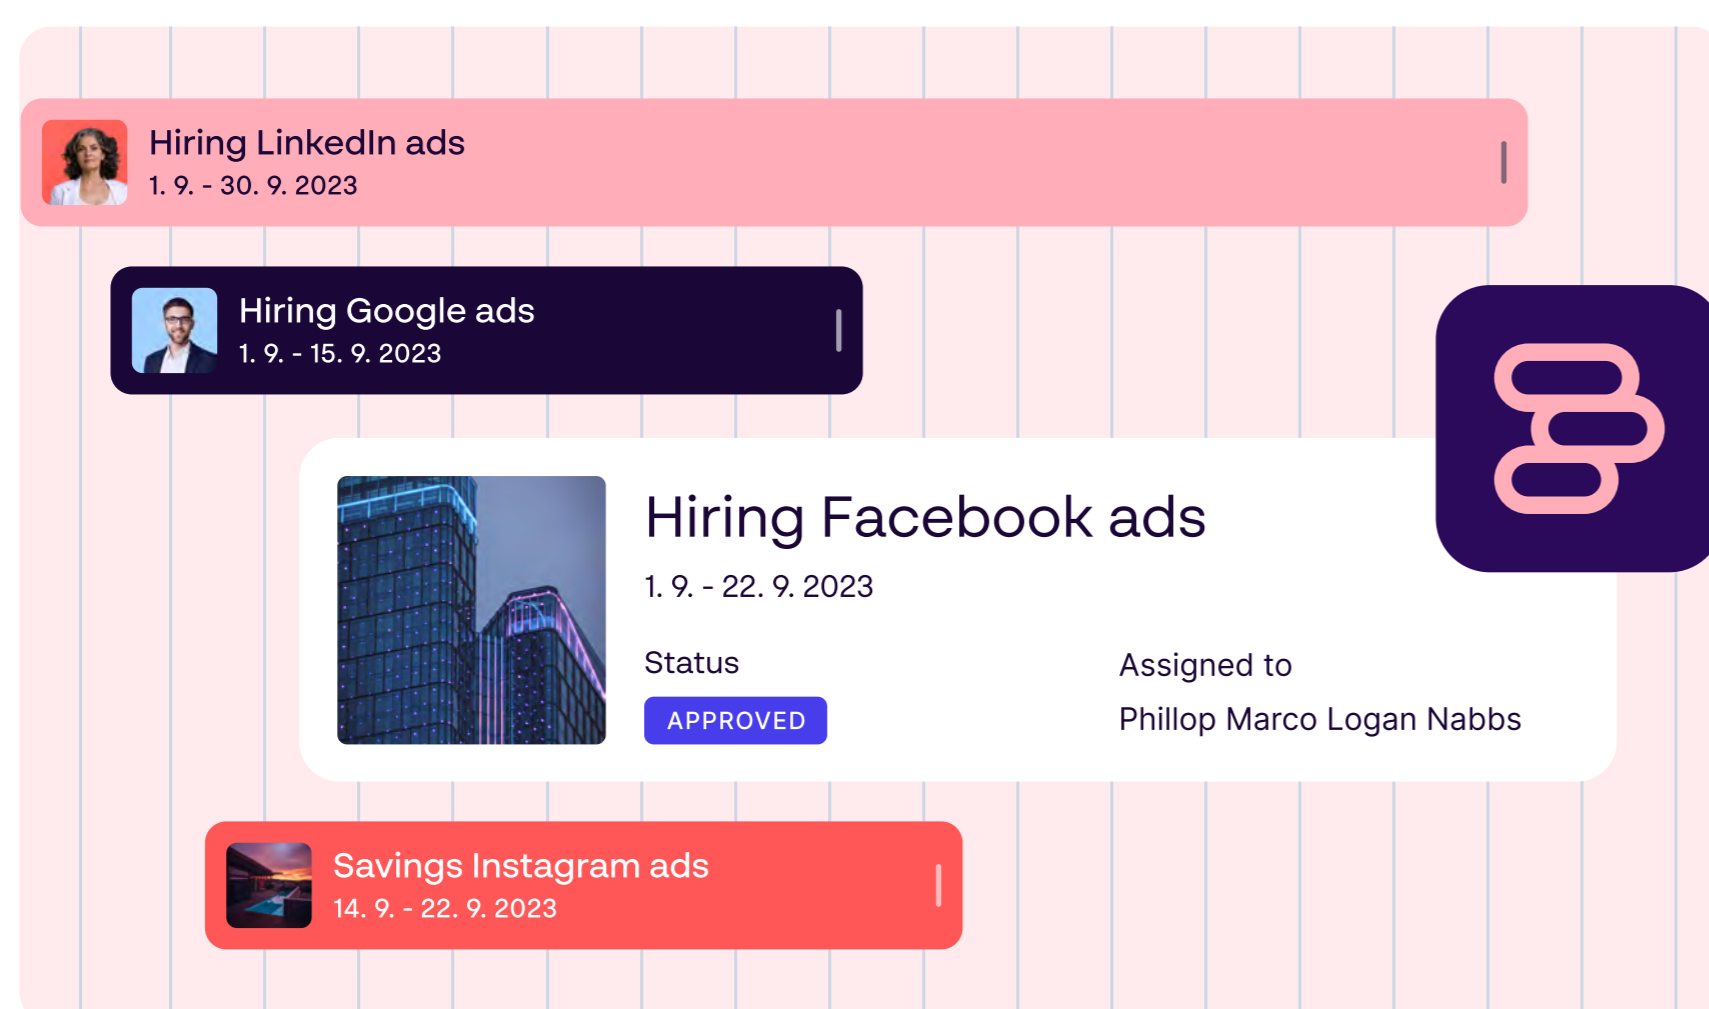 Hiring LinkedIn ads
1. 9. - 30. 9. 2023
Hiring Google ads
1. 9. - 15. 9. 2023
Hiring Facebook ads
1. 9. - 22. 9. 2023
Status
APPROVED
Assigned to
Phillop Marco Logan Nabbs
Savings Instagram ads
14. 9. - 22. 9. 2023